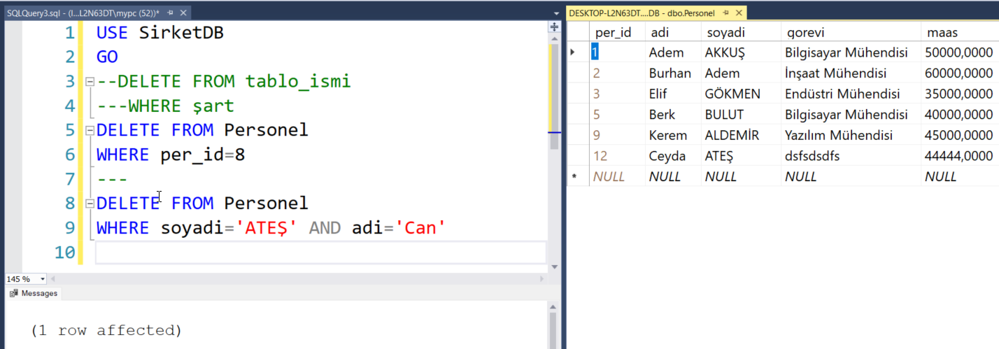 SQLQuery3.sql - (l...L2N63DT\mypc (52))*
1 USE SirketDB
2 GO
3 --DELETE FROM tablo_ismi
4 ---WHERE şart
5 DELETE FROM Personel
6 WHERE per_id=8
7 ---
8 DELETE FROM Personel
9 WHERE soyadi='ATEŞ' AND adi='Can'
10
145 %
Messages
(1 row affected)
DESKTOP-L2N63DT....DB - dbo.Personel
per_id adi soyadi gorevi maas
1 Adem AKKUŞ Bilgisayar Mühendisi 50000,0000
2 Burhan Adem İnşaat Mühendisi 60000,0000
3 Elif GÖKMEN Endüstri Mühendisi 35000,0000
5 Berk BULUT Bilgisayar Mühendisi 40000,0000
9 Kerem ALDEMİR Yazılım Mühendisi 45000,0000
12 Ceyda ATEŞ dsfsdsdfs 44444,0000
* NULL NULL NULL NULL NULL